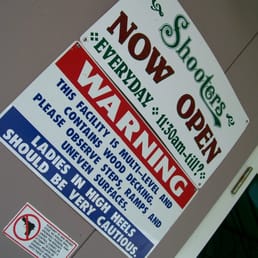 Shooters
NOW OPEN
EVERYDAY 11:30am-till?
WARNING
THIS FACILITY IS MULTI-LEVEL AND
CONTAINS WOOD DECKING.
PLEASE OBSERVE STEPS, RAMPS AND
UNEVEN SURFACES.
LADIES IN HIGH HEELS
SHOULD BE VERY CAUTIOUS.